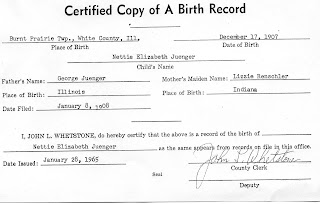 Certified Copy of A Birth Record
Burnt Prairie Twp., White County, Ill. December 17, 1907
Place of Birth Date of Birth
Nettie Elizabeth Juenger
Child's Name
Father's Name: George Juenger Mother's Maiden Name: Lizzie Renschler
Place of Birth: Illinois Place of Birth: Indiana
Date Filed: January 8, 1908
I, JOHN L. WHETSTONE, do hereby certify that the above is a record of the birth of
Nettie Elizabeth Juenger as the same appears from records on file in this office.
Date Issued: January 28, 1965 John L. Whetstone
County Clerk
Seal
Deputy